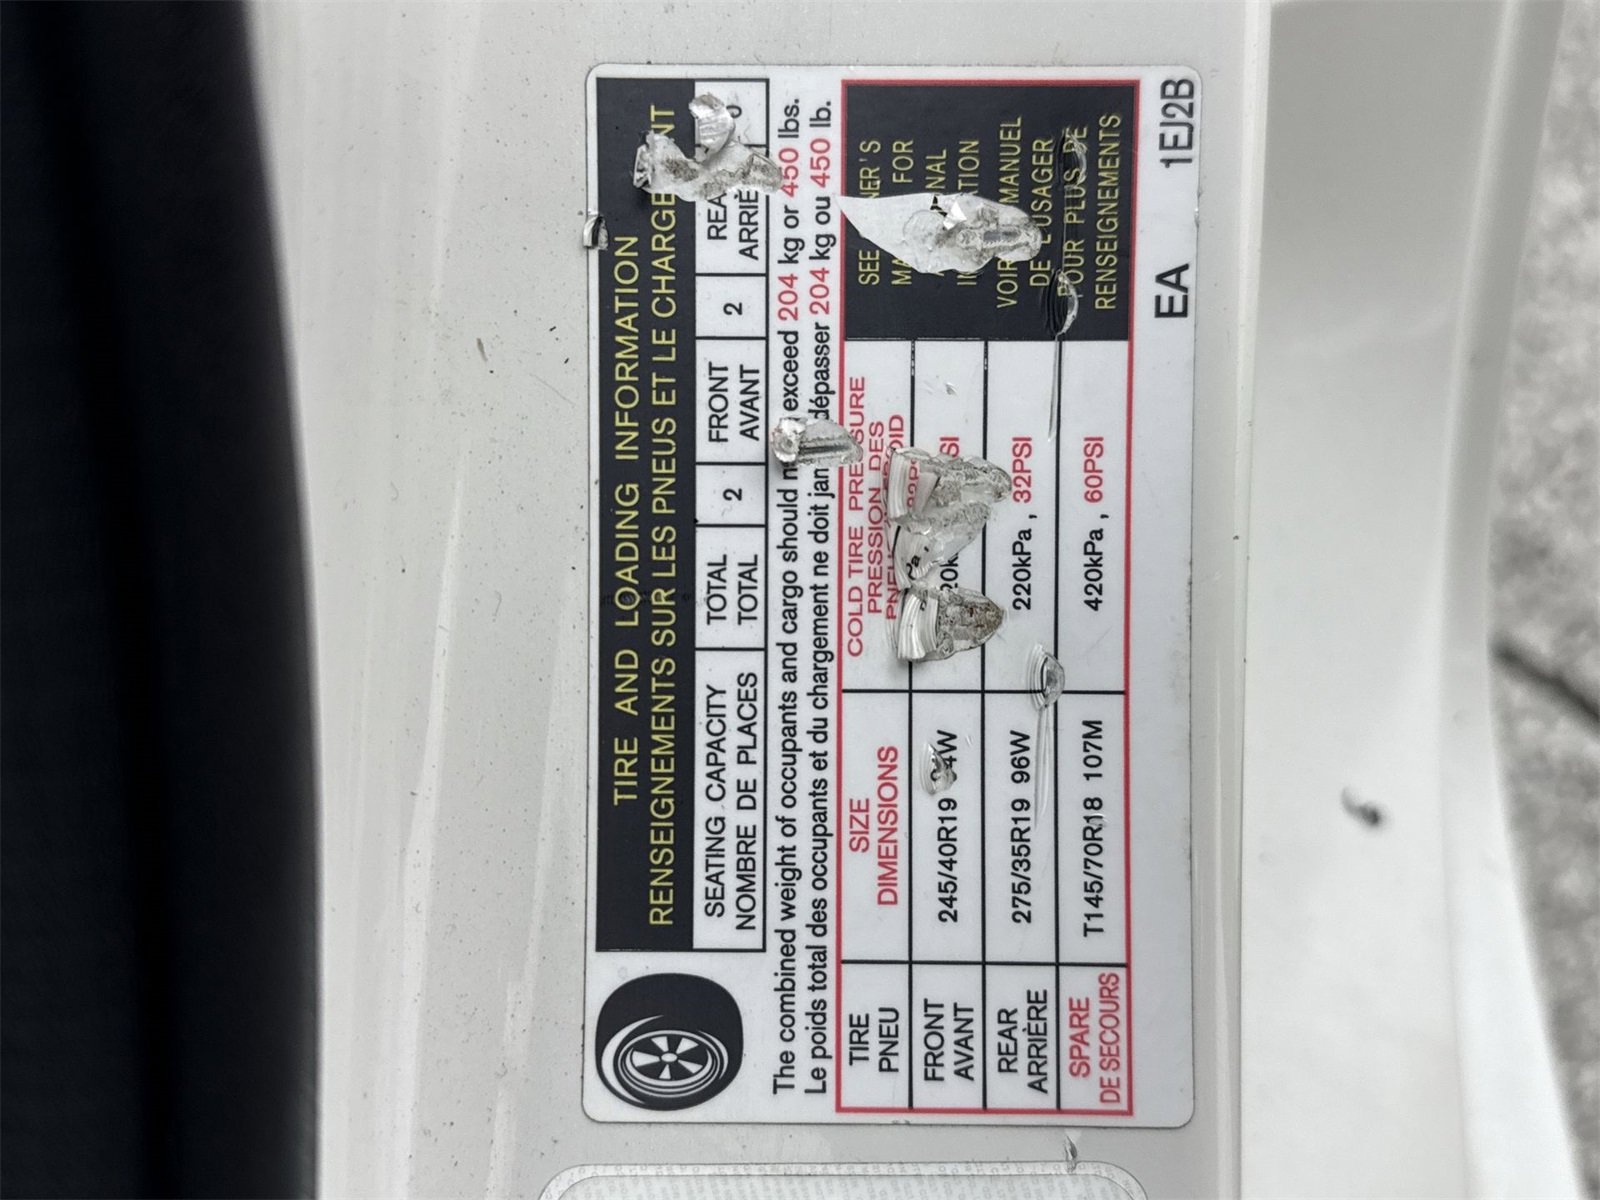 TIRE AND LOADING INFORMATION
RENSEIGNEMENTS SUR LES PNEUS ET LE CHARGEMENT
SEATING CAPACITY
NOMBRE DE PLACES
TOTAL
TOTAL
2
FRONT
AVANT
2
The combined weight of occupants and cargo should exceed 204 kg or 450 lbs.
Le poids total des occupants et du chargement ne doit dépasser 204 kg ou 450 lb.
TIRE
PNEU
SIZE
DIMENSIONS
COLD TIRE PRESSURE
PRESSION DES
SEE
FOR
VOIR MANUEL
DE L'USAGER
POUR PLUS DE
RENSEIGNEMENTS
FRONT
AVANT
245/40R19
REAR
ARRIÈRE
275/35R19 96W
220kPa, 32PSI
SPARE
DE SECOURS
T145/70R18 107M
420kPa, 60PSI
EA 1EJ2B